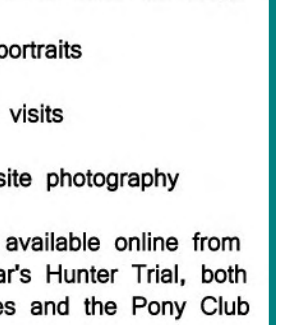 portraits
visits
site photography
available online from
ar's Hunter Trial, both
es and the Pony Club